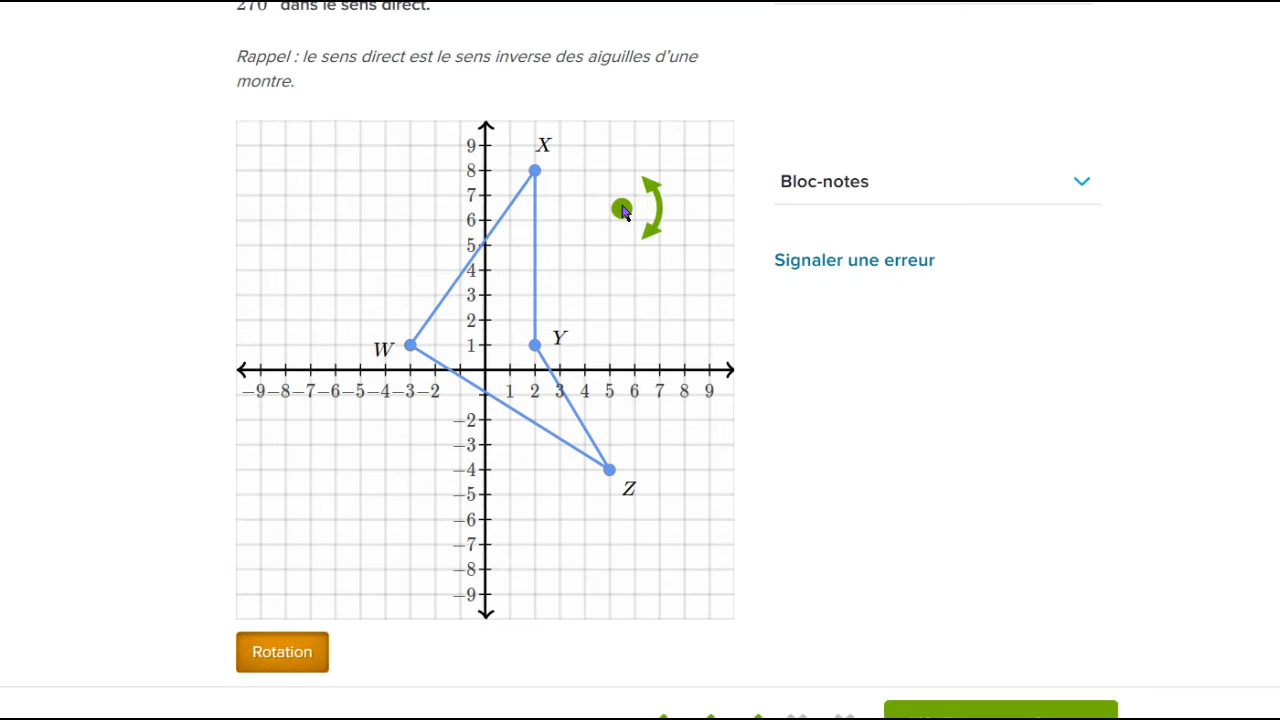 270° dans le sens direct.
Rappel : le sens direct est le sens inverse des aiguilles d'une
montre.
X
9
8
7
6
5
4
3
2
1
Y
W
Bloc-notes
Signaler une erreur
−9 −8 −7 −6 −5 −4 −3 −2 1 2 3 4 5 6 7 8 9
−2
−3
−4
−5
−6
−7
−8
−9
Z
Rotation